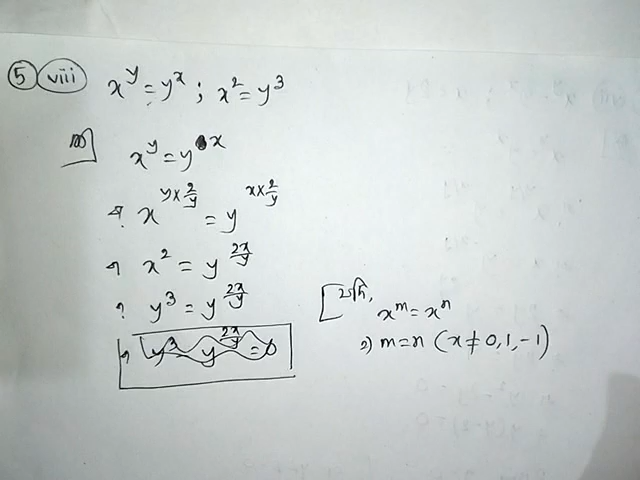 5 viii x^y = y^x ; x^2 = y^3
x^y = y^x
x^{y×2/y} = y^{x×2/y}
x^2 = y^{2x/y}
y^3 = y^{2x/y}
x^m = x^n
m = n (x ≠ 0, 1, -1)
y^3 - y^{2x/y} = 0